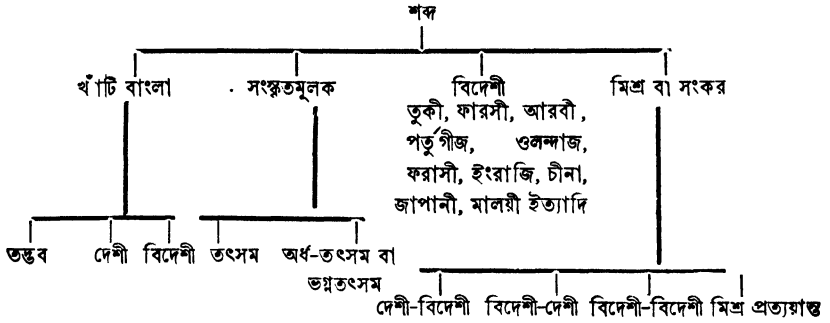 শব্দ
খাঁটি বাংলা সংস্কৃতমূলক বিদেশী মিশ্র বা সংকর
তুর্কী, ফারসী, আরবী,
পর্তুগীজ, ওলন্দাজ,
ফরাসী, ইংরাজি, চীনা,
জাপানী, মালয়ী ইত্যাদি
তদ্ভব দেশী বিদেশী তৎসম অর্ধ-তৎসম বা
ভগ্নতৎসম
দেশী-বিদেশী বিদেশী-দেশী বিদেশী-বিদেশী মিশ্র প্রত্যয়ান্ত